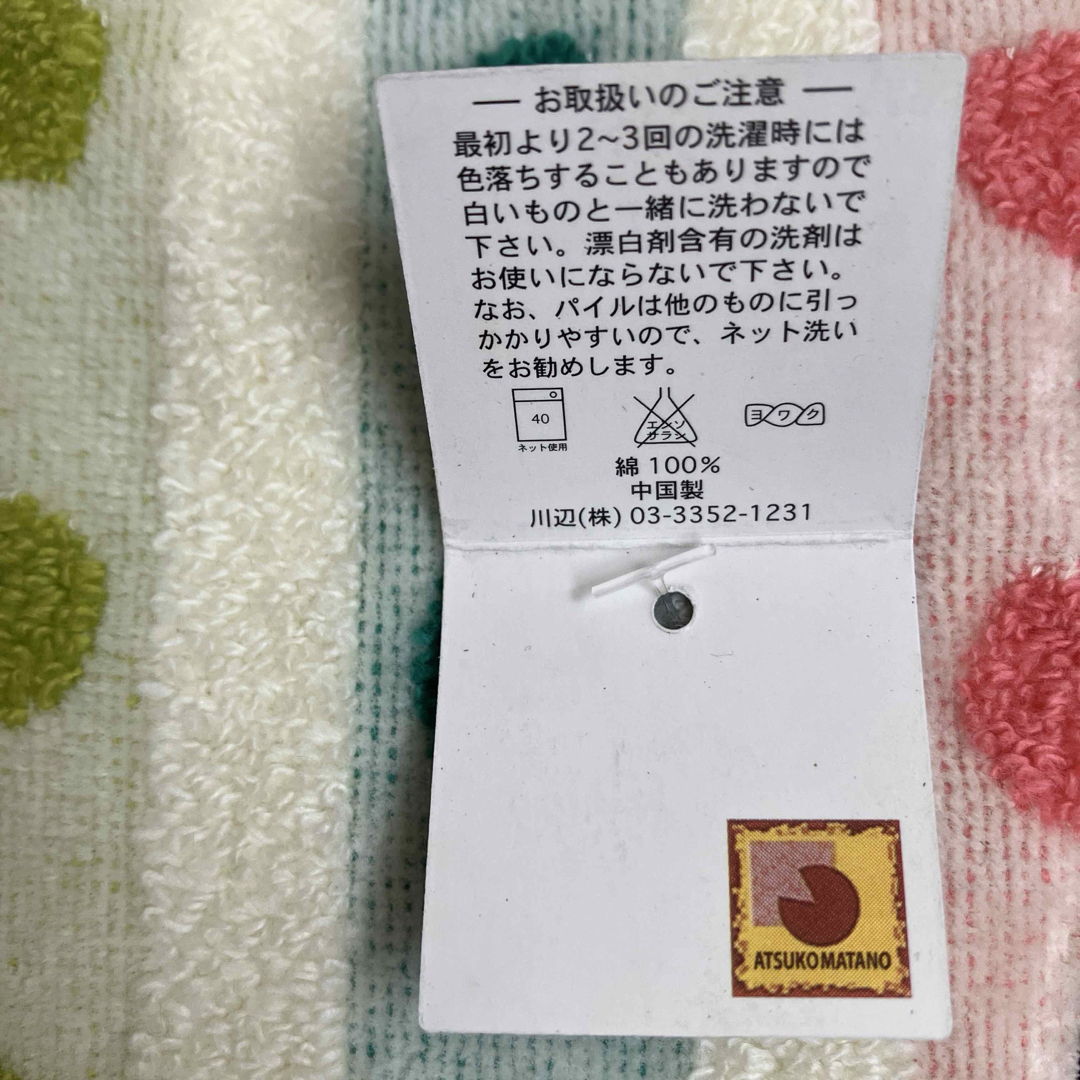 — お取扱いのご注意 —
最初より2~3回の洗濯時には
色落ちすることもありますので
白いものと一緒に洗わないで
下さい。漂白剤含有の洗剤は
お使いにならないで下さい。
なお、パイルは他のものに引っ
かかりやすいので、ネット洗い
をお勧めします。
40
ネット使用
エンソ
サラシ
ヨワク
綿 100%
中国製
川辺(株) 03-3352-1231
ATSUKO MATANO